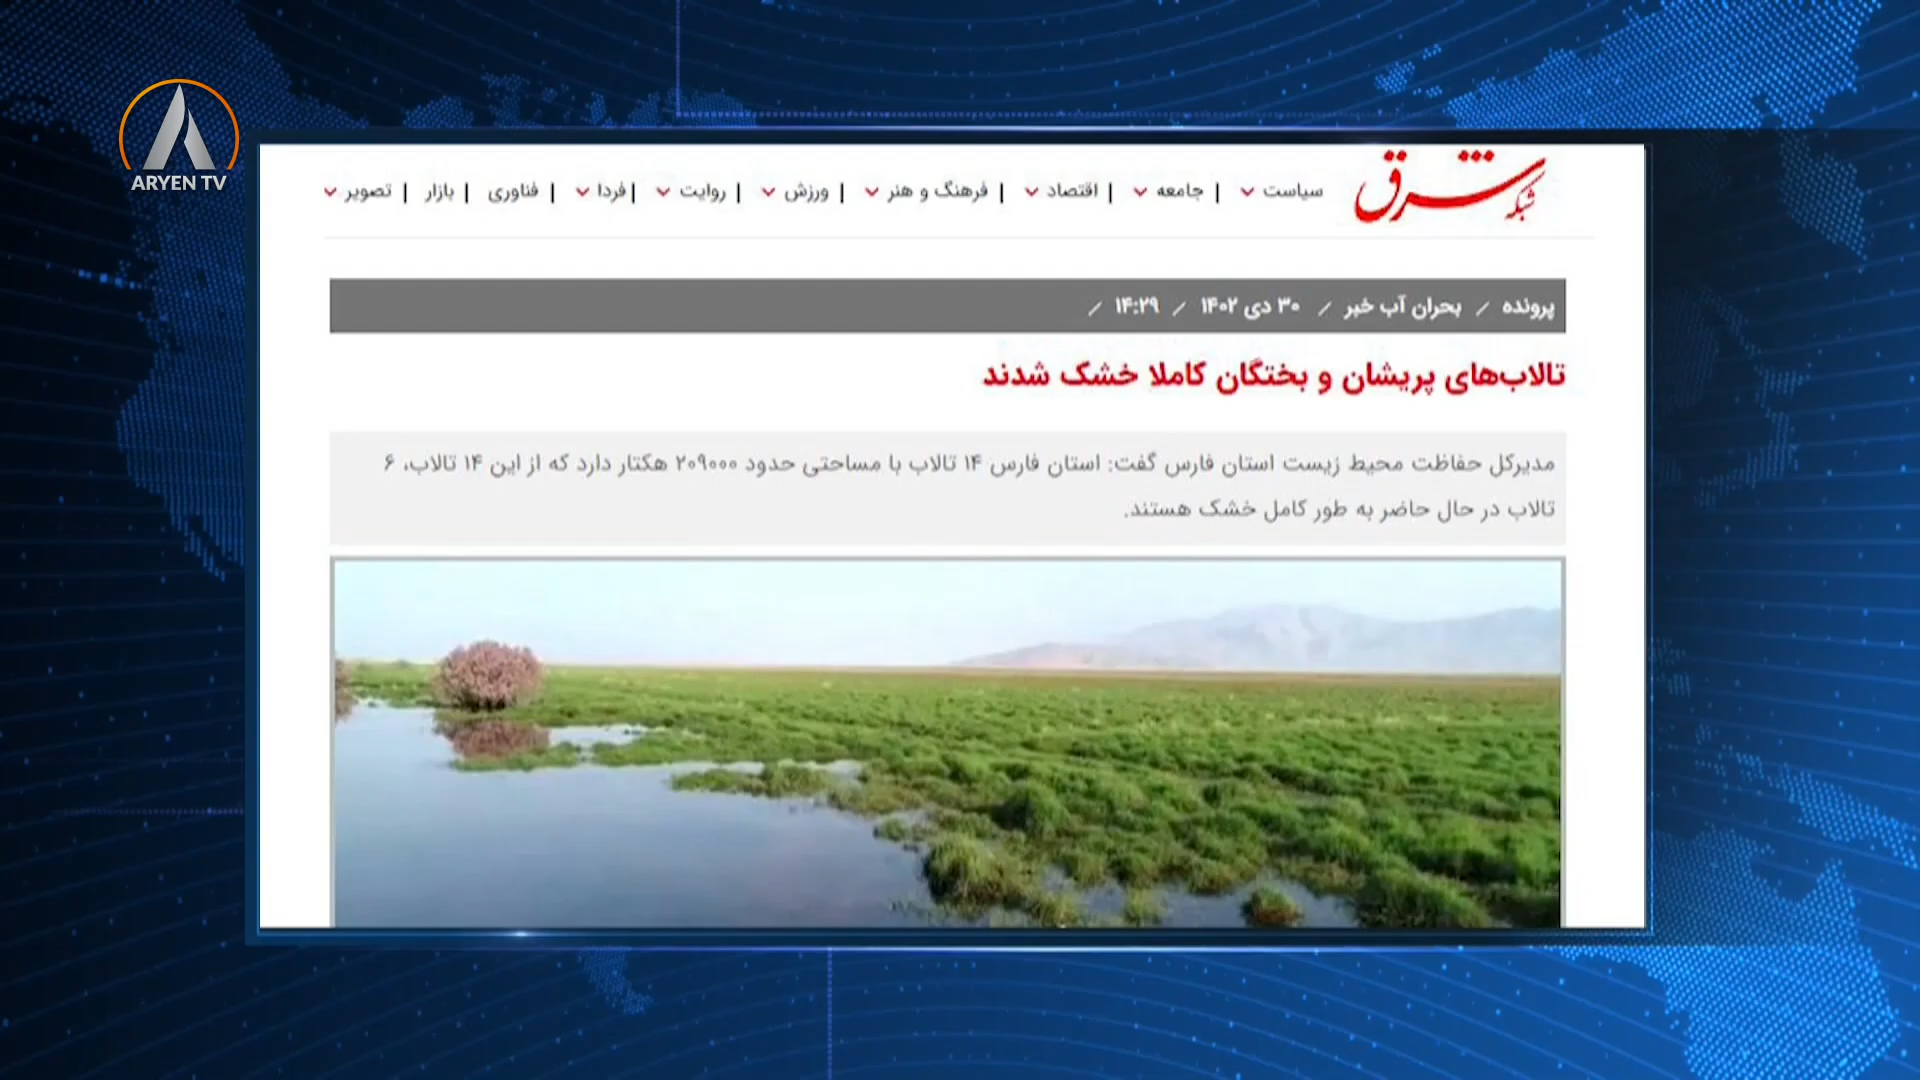 ARYEN TV
شبکه شرق
سیاست | جامعه | اقتصاد | فرهنگ و هنر | ورزش | روایت | فردا | فناوری | بازار | تصویر
پرونده / بحران آب خبر / ۳۰ دی ۱۴۰۲ / ۱۴:۲۹ /
تالاب‌های پریشان و بختگان کاملا خشک شدند
مدیرکل حفاظت محیط زیست استان فارس گفت: استان فارس ۱۴ تالاب با مساحتی حدود ۲۰۹۰۰۰ هکتار دارد که از این ۱۴ تالاب، ۶
تالاب در حال حاضر به طور کامل خشک هستند.